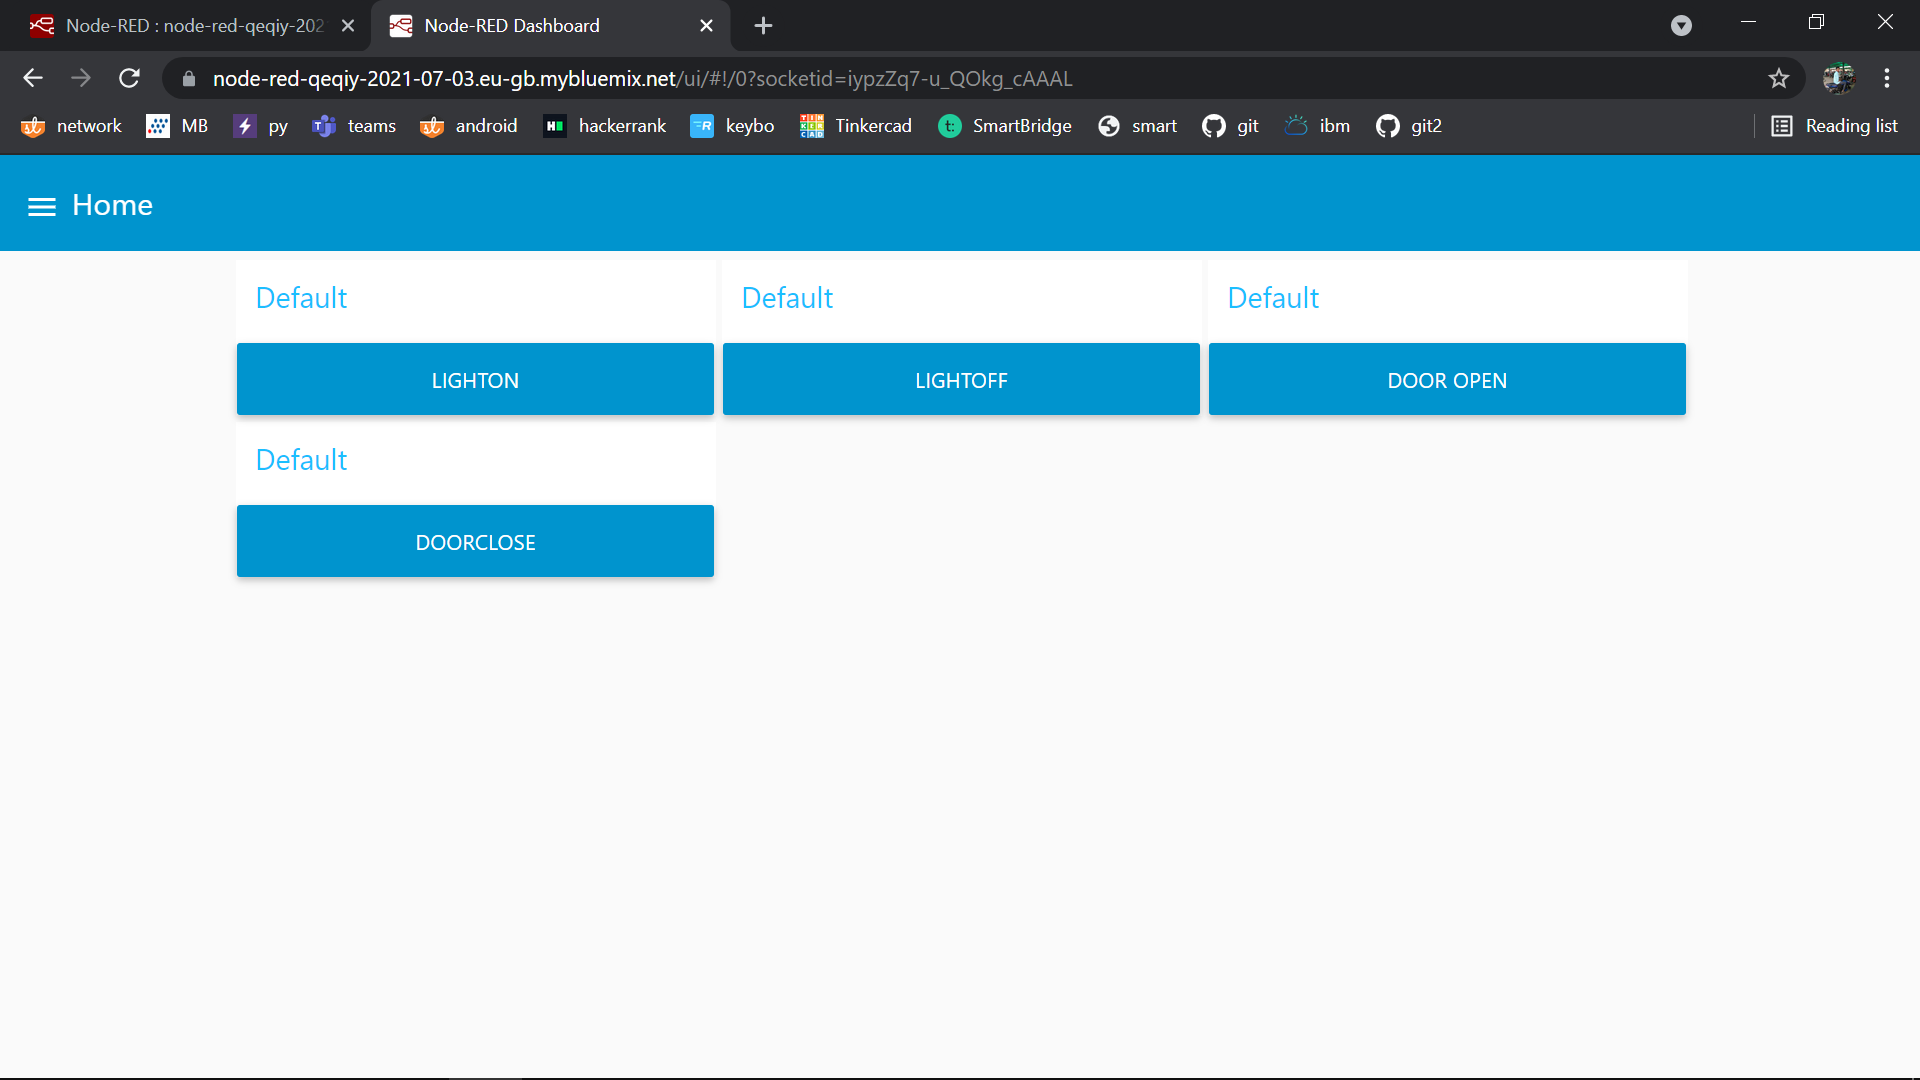 Node-RED : node-red-qeqiy-202
Node-RED Dashboard
node-red-qeqiy-2021-07-03.eu-gb.mybluemix.net/ui/#!/0?socketid=iypzZq7-u_QOkg_cAAAL
network MB py teams android hackerrank keybo Tinkercad SmartBridge smart git ibm git2 Reading list
Home
Default Default Default
LIGHTON LIGHTOFF DOOR OPEN
Default
DOORCLOSE